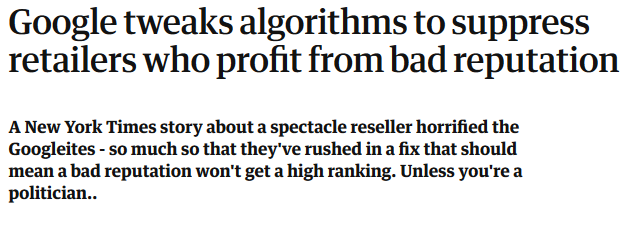 Google tweaks algorithms to suppress
retailers who profit from bad reputation
A New York Times story about a spectacle reseller horrified the
Googleites - so much so that they've rushed in a fix that should
mean a bad reputation won't get a high ranking. Unless you're a
politician..